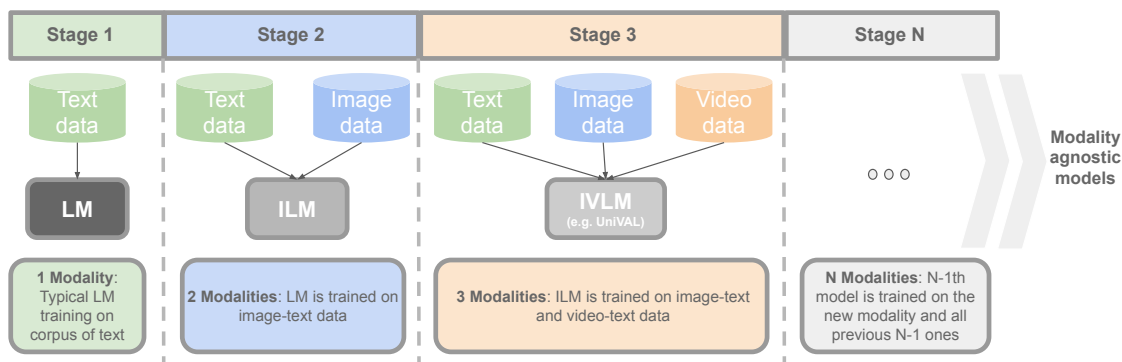 Stage 1
Stage 2
Stage 3
Stage N
Text
data
Text
data
Image
data
Text
data
Image
data
Video
data
LM
ILM
IVLM
(e.g. UniVAL)
Modality
agnostic
models
1 Modality:
Typical LM
training on
corpus of text
2 Modalities: LM is trained on
image-text data
3 Modalities: ILM is trained on image-text
and video-text data
N Modalities: N-1th
model is trained on the
new modality and all
previous N-1 ones